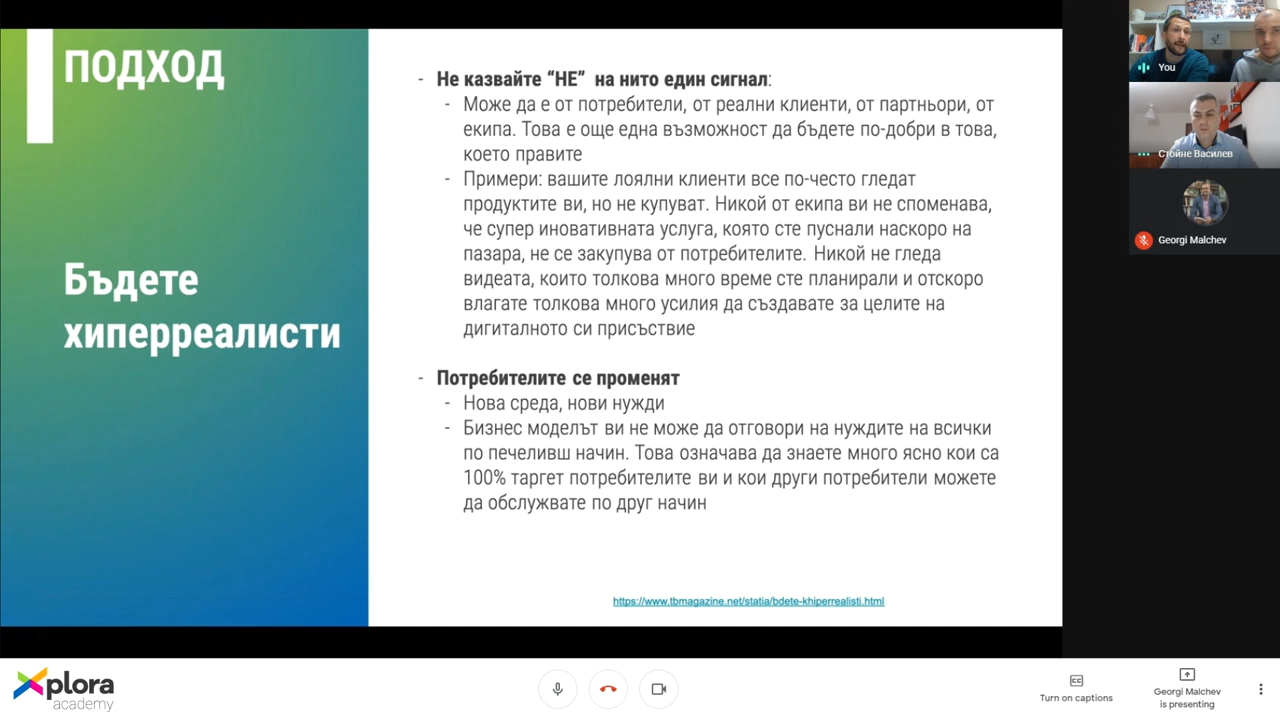 ПОДХОД
Бъдете
хиперреалисти
- Не казвайте “НЕ” на нито един сигнал:
- Може да е от потребители, от реални клиенти, от партньори, от
екипа. Това е още една възможност да бъдете по-добри в това,
което правите
- Примери: вашите лоялни клиенти все по-често гледат
продуктите ви, но не купуват. Никой от екипа ви не споменава,
че супер иновативната услуга, която сте пуснали наскоро на
пазара, не се закупува от потребителите. Никой не гледа
видеата, които толкова много време сте планирали и отскоро
влагате толкова много усилия да създавате за целите на
дигиталното си присъствие
- Потребителите се променят
- Нова среда, нови нужди
- Бизнес моделът ви не може да отговори на нуждите на всички
по печеливш начин. Това означава да знаете много ясно кои са
100% таргет потребителите ви и кои други потребители можете
да обслужвате по друг начин
https://www.tbmagazine.net/statia/bdete-khiperrealisti.html
You
Стойне Василев
Georgi Malchev
Xplora
academy
CC
Turn on captions
Georgi Malchev
is presenting